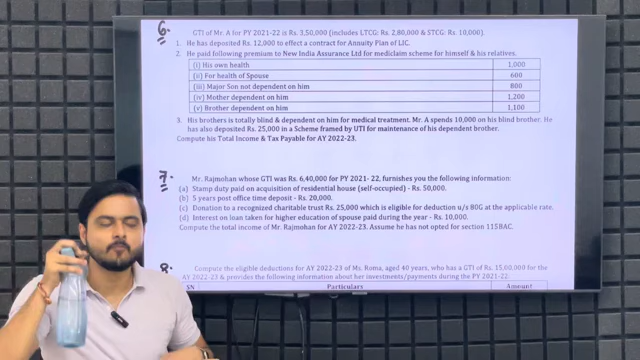 6.
GTI of Mr. A for PY 2021-22 is Rs. 3,50,000 (includes LTCG: Rs. 2,80,000 & STCG: Rs. 10,000).
1. He has deposited Rs. 12,000 to effect a contract for Annuity Plan of LIC.
2. He paid following premium to New India Assurance Ltd for mediclaim scheme for himself & his relatives.
(i) His own health 1,000
(ii) For health of Spouse 600
(iii) Major Son not dependent on him 800
(iv) Mother dependent on him 1,200
(v) Brother dependent on him 1,100
3. His brothers is totally blind & dependent on him for medical treatment. Mr. A spends 10,000 on his blind brother. He
has also deposited Rs. 25,000 in a Scheme framed by UTI for maintenance of his dependent brother.
Compute his Total Income & Tax Payable for AY 2022-23.
7.
Mr. Rajmohan whose GTI was Rs. 6,40,000 for PY 2021- 22, furnishes you the following information:
(a) Stamp duty paid on acquisition of residential house (self-occupied) - Rs. 50,000.
(b) 5 years post office time deposit - Rs. 20,000.
(c) Donation to a recognized charitable trust Rs. 25,000 which is eligible for deduction u/s 80G at the applicable rate.
(d) Interest on loan taken for higher education of spouse paid during the year - Rs. 10,000.
Compute the total income of Mr. Rajmohan for AY 2022-23. Assume he has not opted for section 115BAC.
8.
Compute the eligible deductions for AY 2022-23 of Ms. Roma, aged 40 years, who has a GTI of Rs. 15,00,000 for the
AY 2022-23 & provides the following information about her investments/payments during the PY 2021-22.
SN Particulars Amount